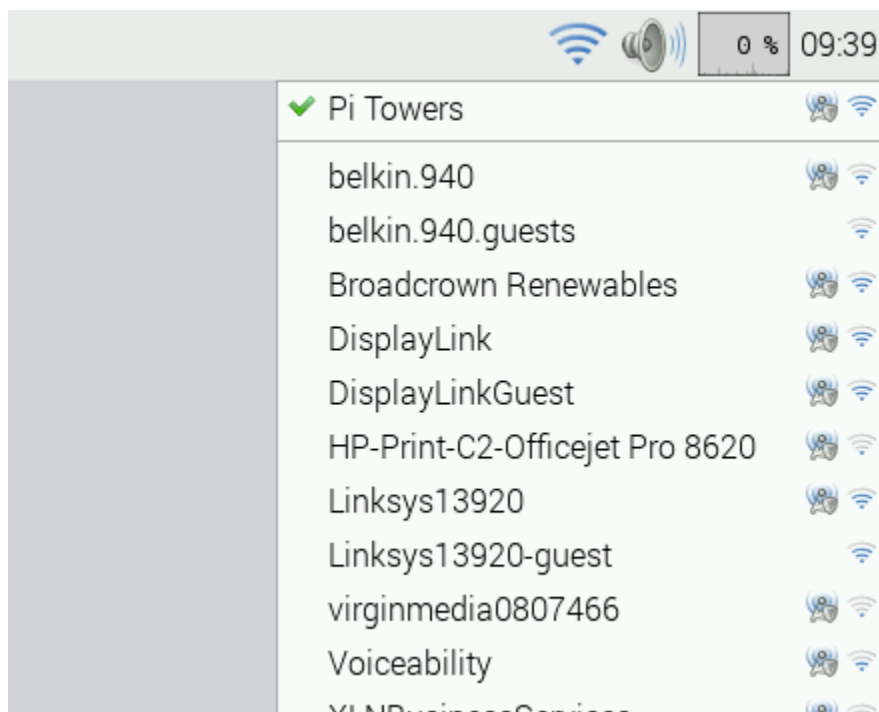 0 % 09:39
Pi Towers
belkin.940
belkin.940.guests
Broadcrown Renewables
DisplayLink
DisplayLinkGuest
HP-Print-C2-Officejet Pro 8620
Linksys13920
Linksys13920-guest
virginmedia0807466
Voiceability